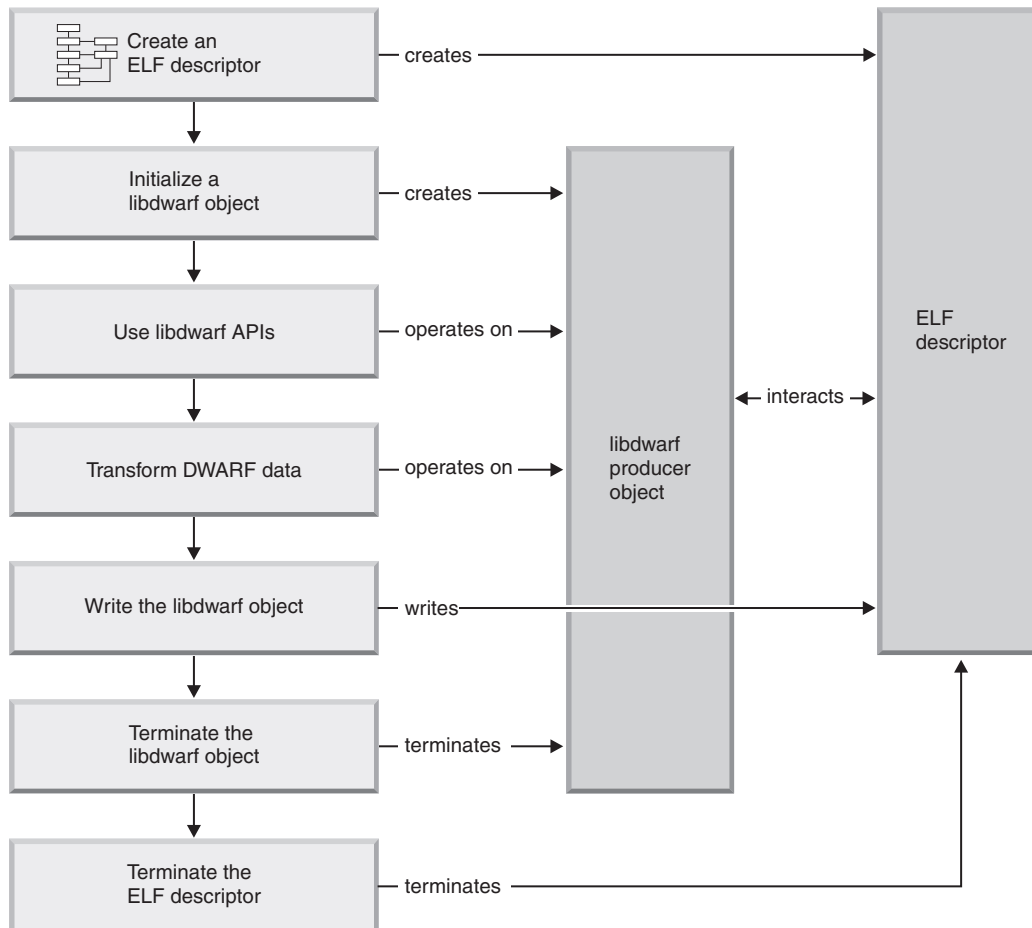 Create an
ELF descriptor
creates
Initialize a
libdwarf object
creates
Use libdwarf APIs
operates on
ELF
descriptor
interacts
libdwarf
producer
object
Transform DWARF data
operates on
Write the libdwarf object
writes
Terminate the
libdwarf object
terminates
Terminate the
ELF descriptor
terminates